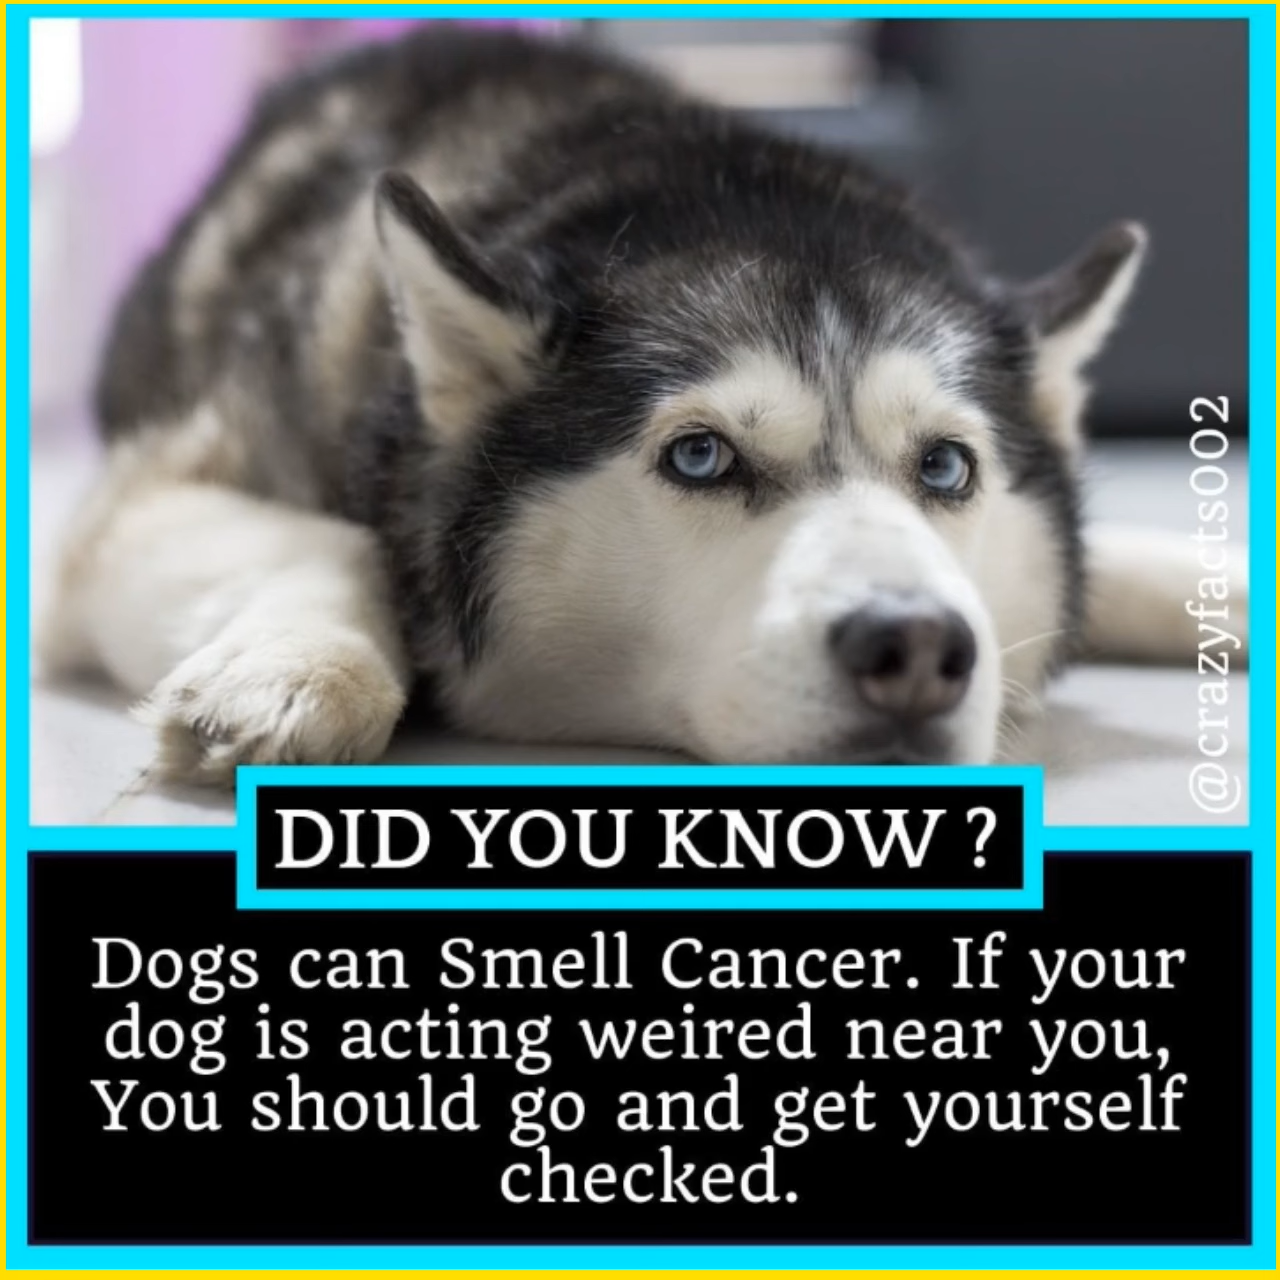 @crazyfacts002
DID YOU KNOW ?
Dogs can Smell Cancer. If your
dog is acting weired near you,
You should go and get yourself
checked.